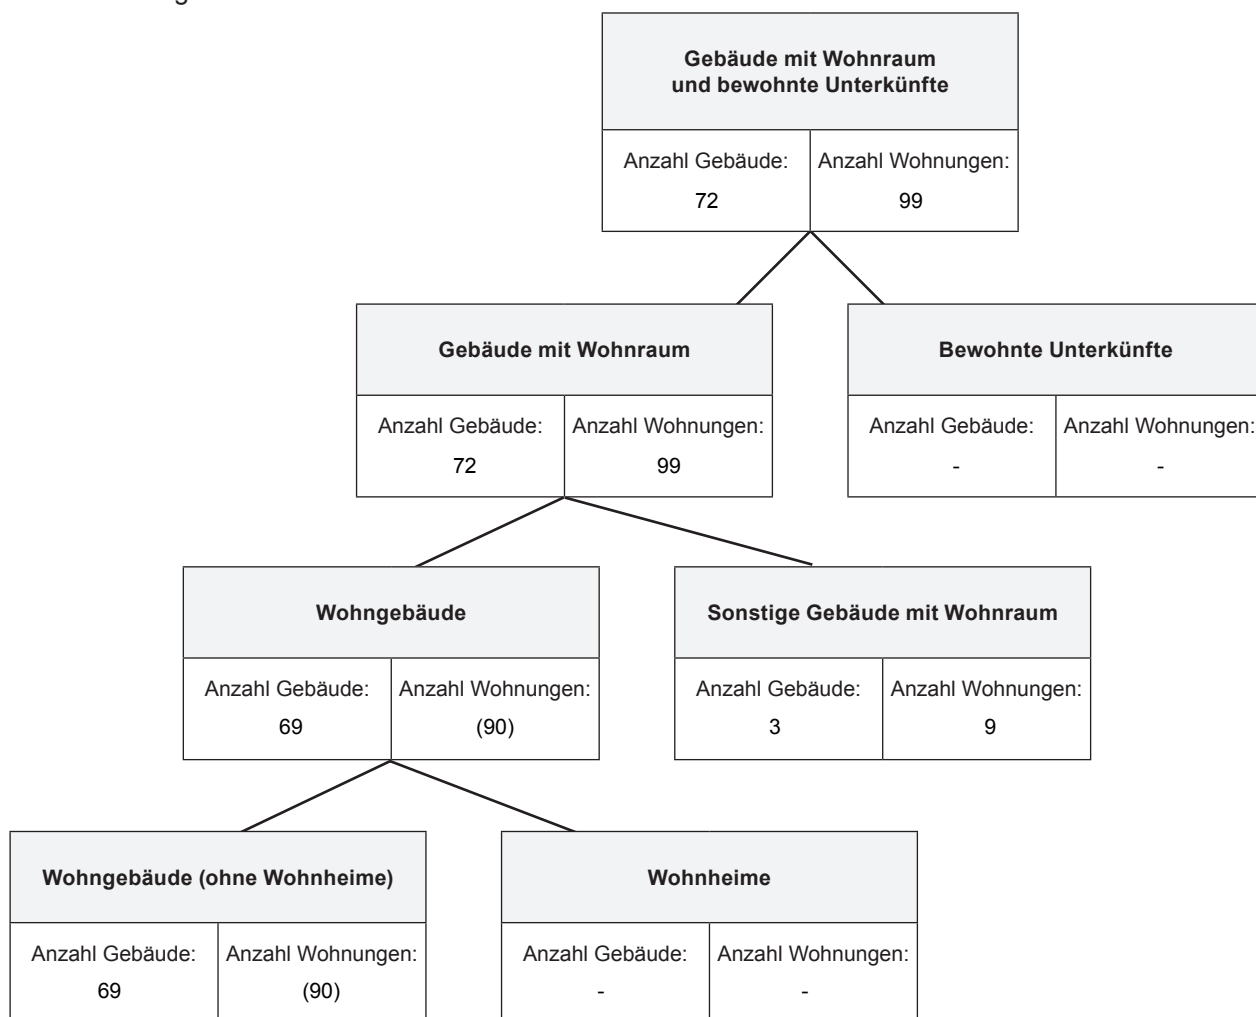 Gebäude mit Wohnraum
und bewohnte Unterkünfte
Anzahl Gebäude: Anzahl Wohnungen:
72 99
Gebäude mit Wohnraum Bewohnte Unterkünfte
Anzahl Gebäude: Anzahl Wohnungen: Anzahl Gebäude: Anzahl Wohnungen:
72 99 - -
Wohngebäude Sonstige Gebäude mit Wohnraum
Anzahl Gebäude: Anzahl Wohnungen: Anzahl Gebäude: Anzahl Wohnungen:
69 (90) 3 9
Wohngebäude (ohne Wohnheime) Wohnheime
Anzahl Gebäude: Anzahl Wohnungen: Anzahl Gebäude: Anzahl Wohnungen:
69 (90) - -